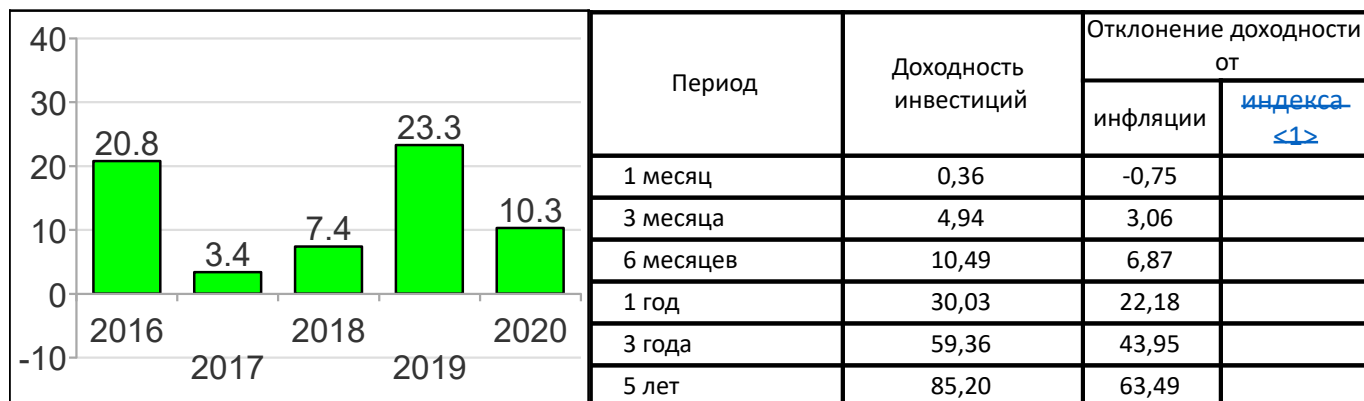 40
30
20
10
0
-10
20.8
3.4
7.4
23.3
10.3
2016
2017
2018
2019
2020
Период
Доходность
инвестиций
Отклонение доходности
от
инфляции
индекса
<1>
1 месяц 0,36 -0,75
3 месяца 4,94 3,06
6 месяцев 10,49 6,87
1 год 30,03 22,18
3 года 59,36 43,95
5 лет 85,20 63,49